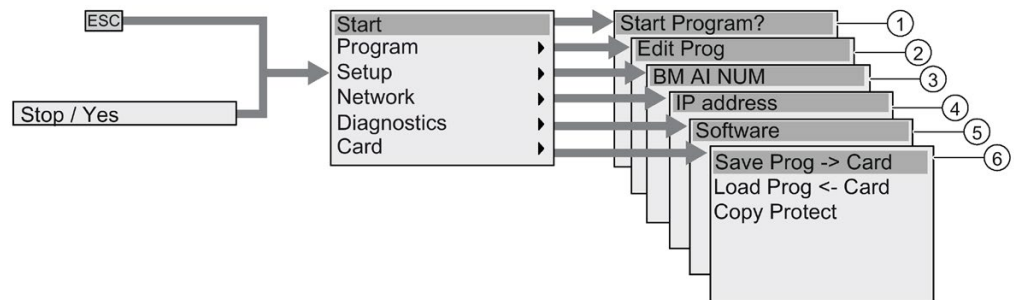 ESC
Stop / Yes
Start
Program
Setup
Network
Diagnostics
Card
Start Program?
1
Edit Prog
2
BM AI NUM
3
IP address
4
Software
5
Save Prog -> Card
6
Load Prog <- Card
Copy Protect